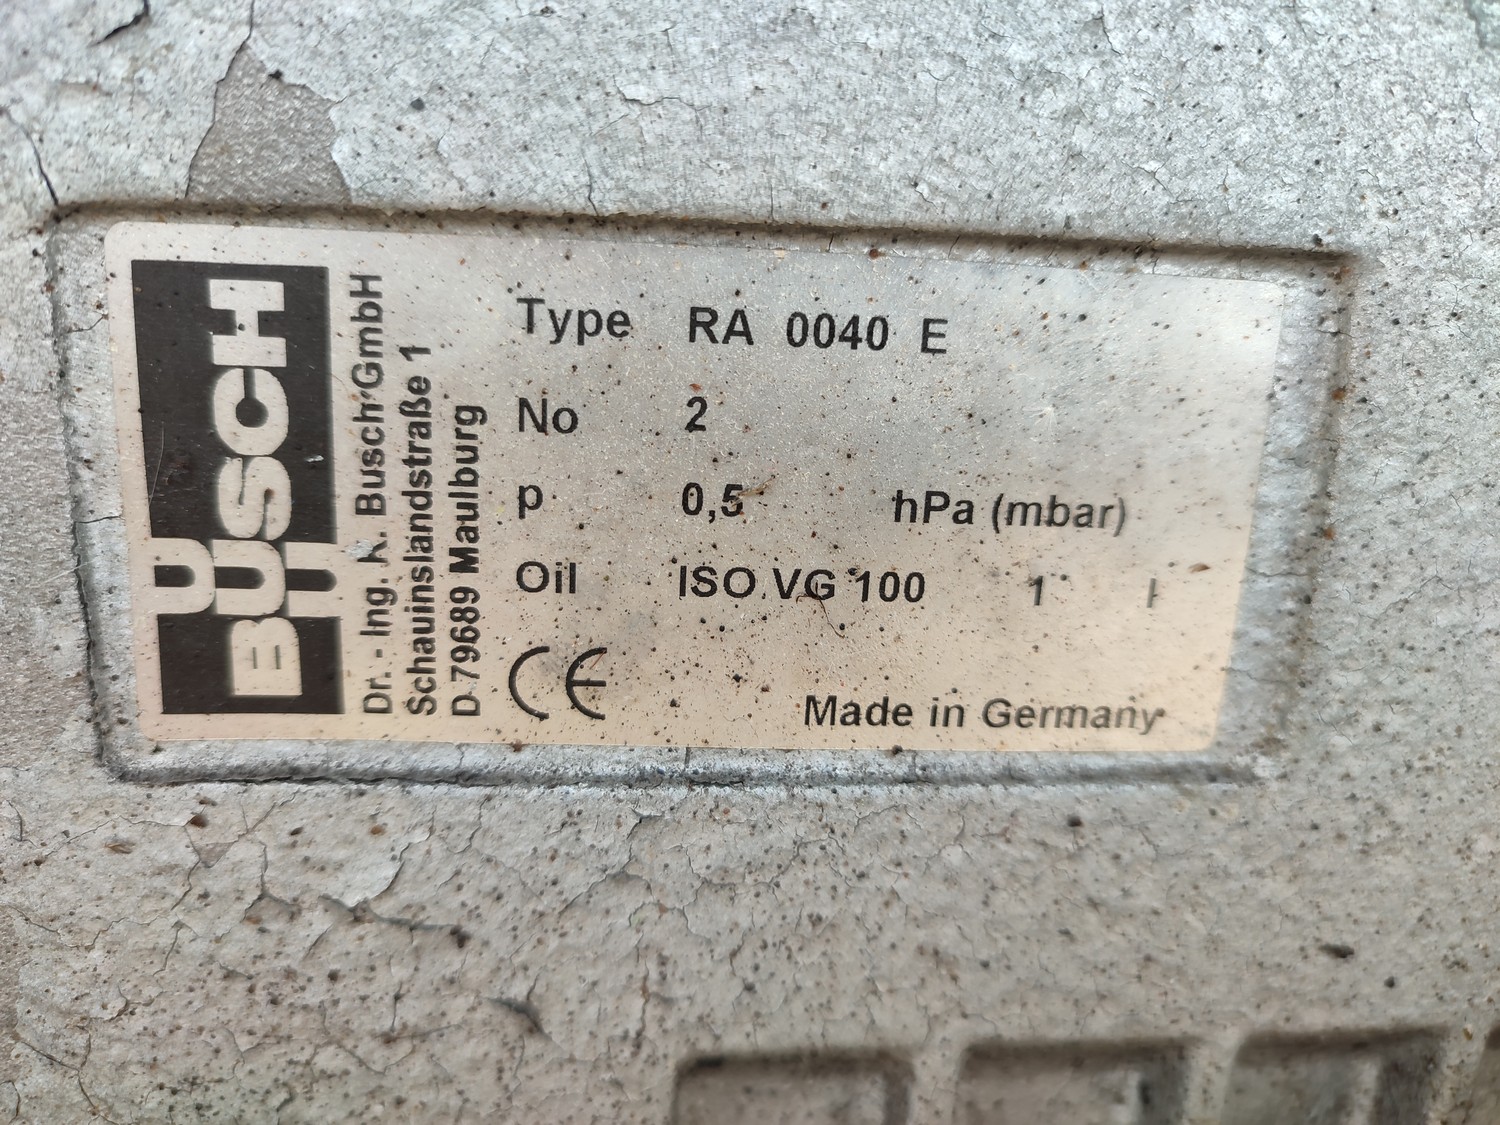 BUSCH
Dr. - Ing. K. Busch GmbH
Schauinslandstraße 1
D 79689 Maulburg
Type RA 0040 E
No 2
p 0,5 hPa (mbar)
Oil ISO VG 100 1 l
CE
Made in Germany